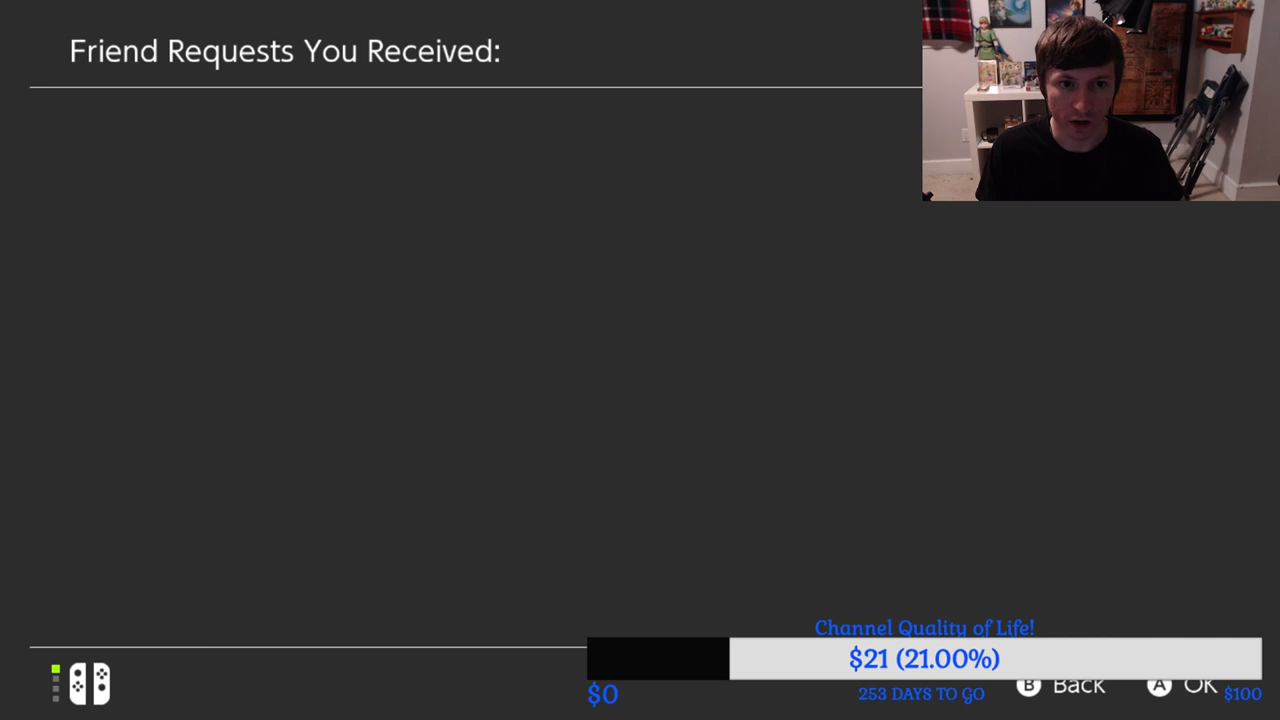 Friend Requests You Received:
Channel Quality of Life!
$21 (21.00%)
$0
253 DAYS TO GO
B Back
A OK
$100